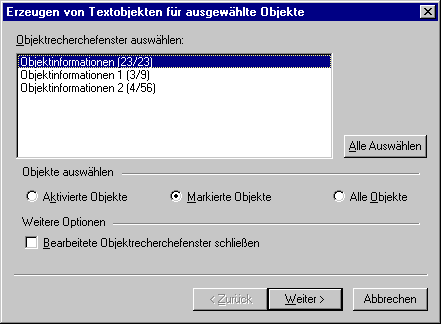 Erzeugen von Textobjekten für ausgewählte Objekte
Objektrecherchefenster auswählen:
Objektinformationen (23/23)
Objektinformationen 1 (3/9)
Objektinformationen 2 (4/56)
Alle Auswählen
Objekte auswählen
Aktivierte Objekte Markierte Objekte Alle Objekte
Weitere Optionen
Bearbeitete Objektrecherchefenster schließen
< Zurück Weiter > Abbrechen